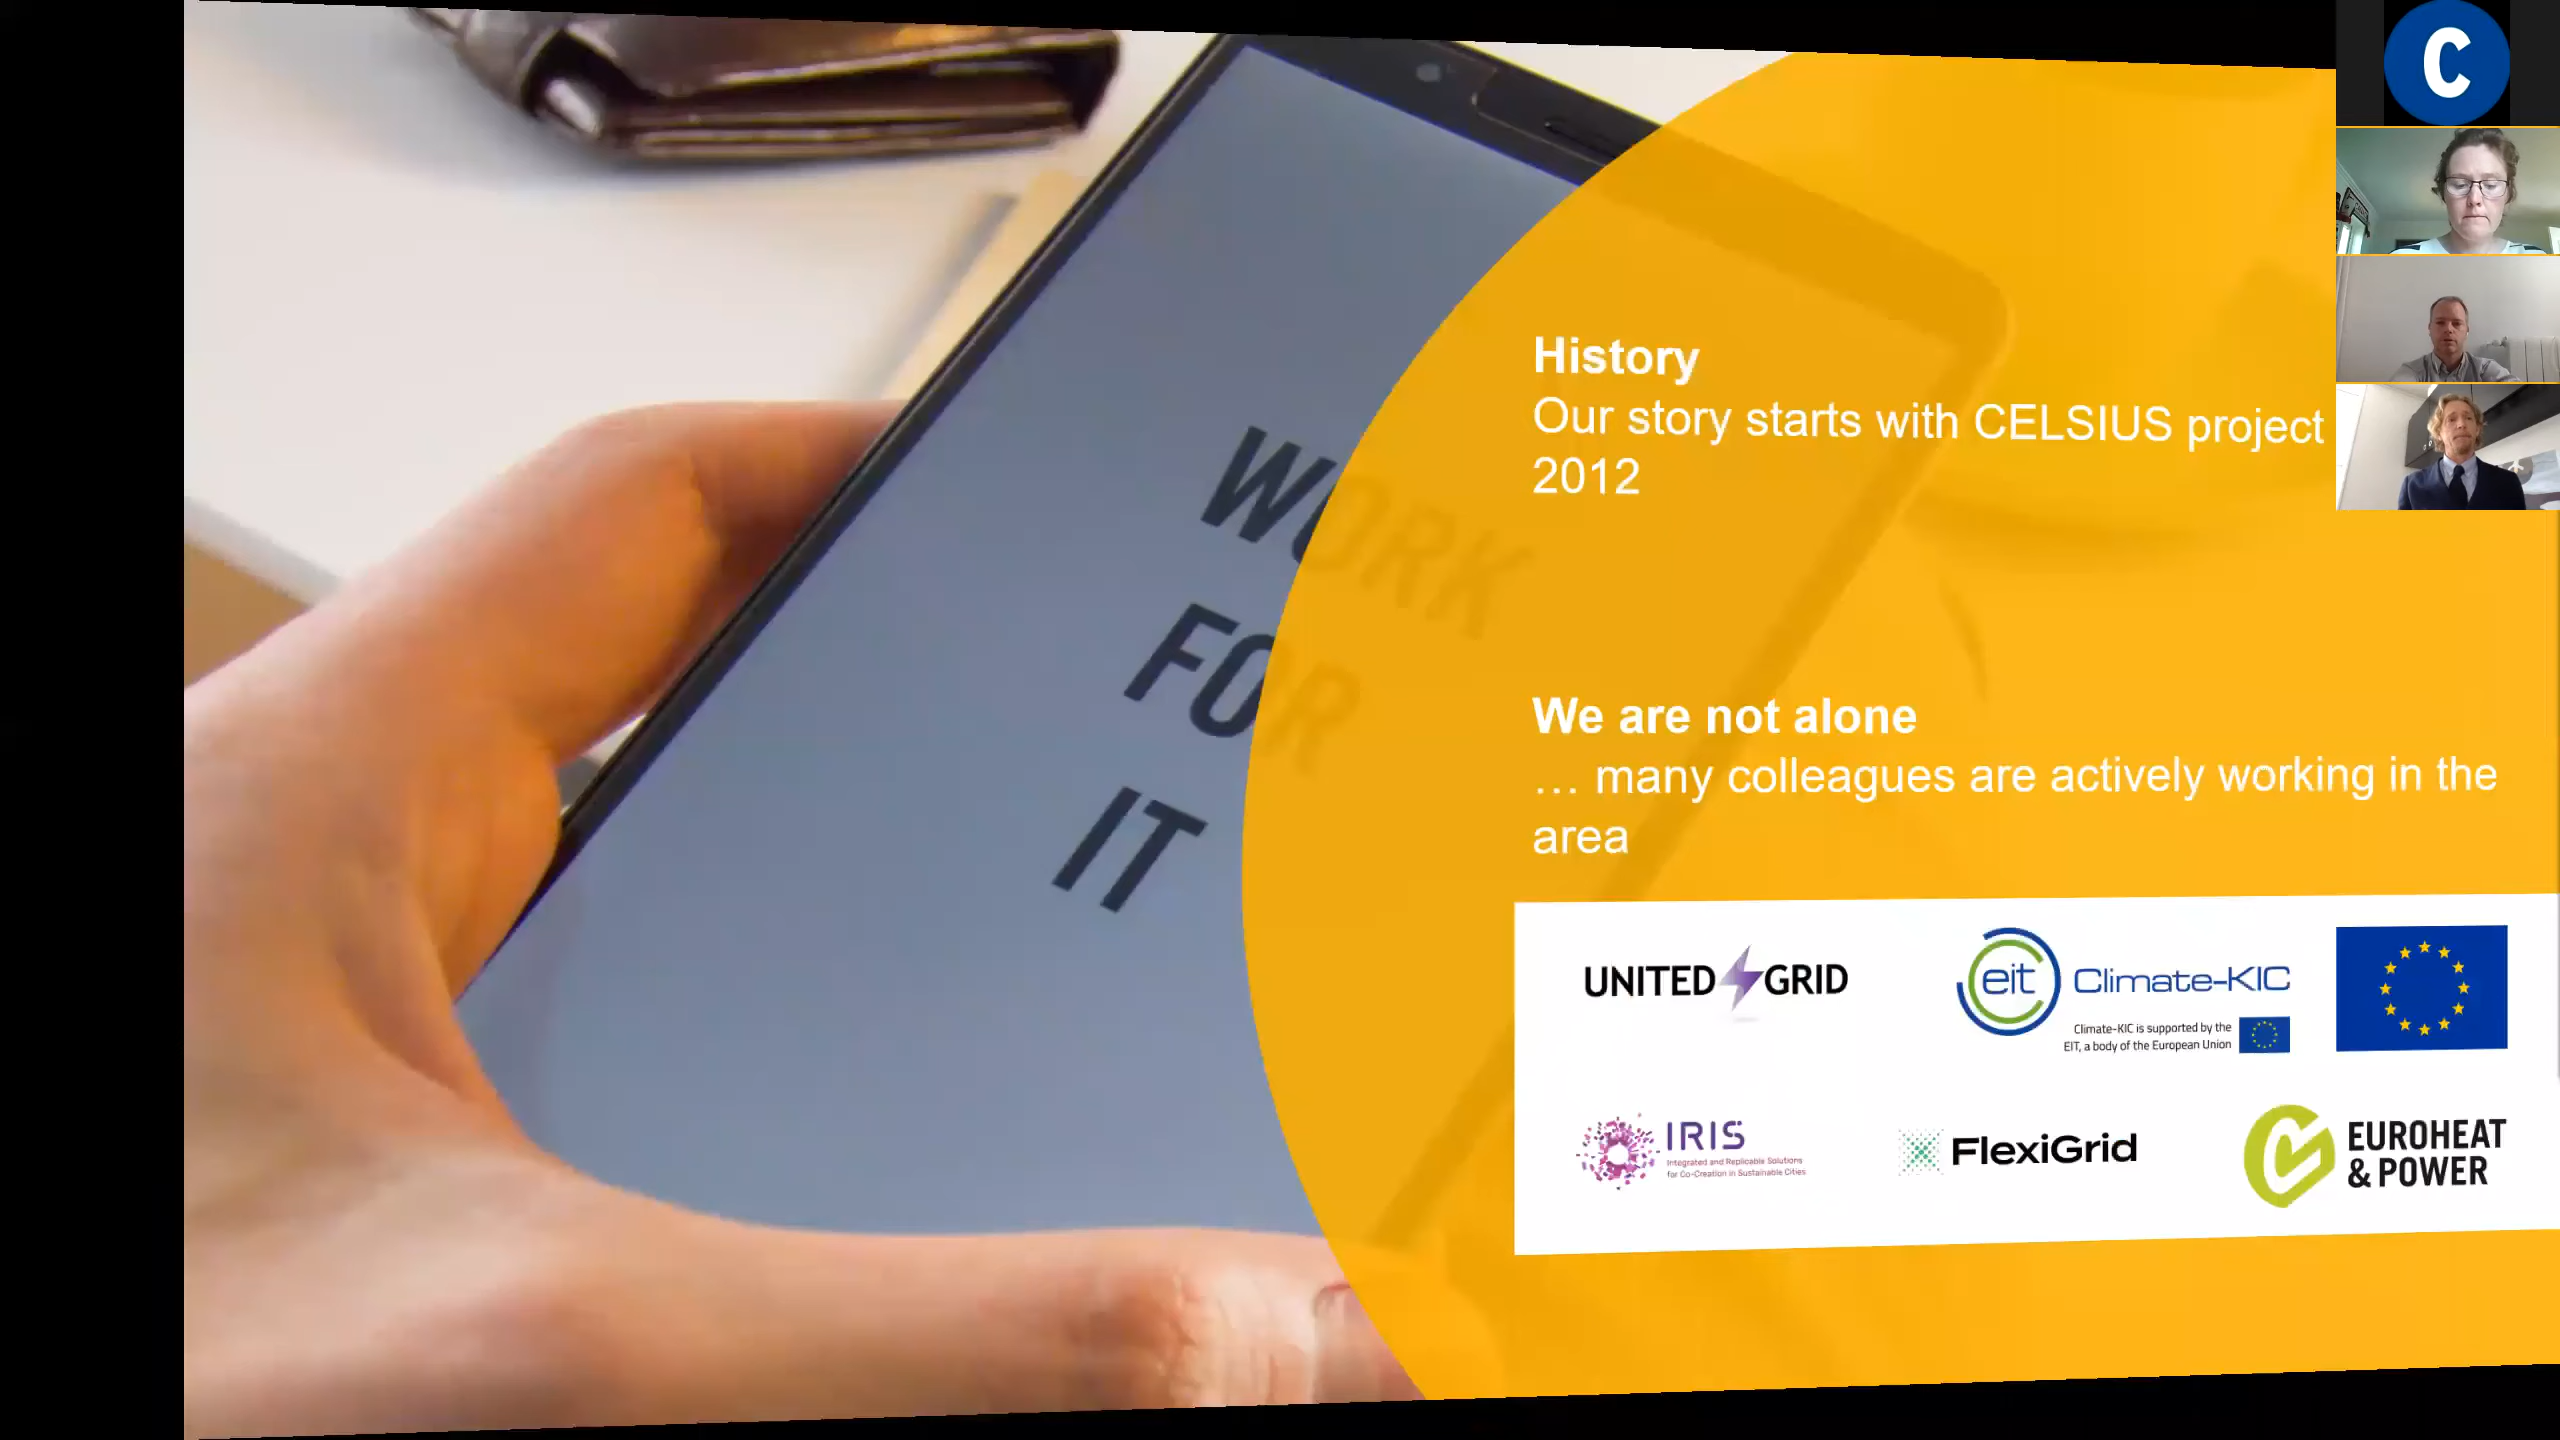 C
WORK
FOR
IT
History
Our story starts with CELSIUS project
2012
We are not alone
… many colleagues are actively working in the
area
UNITED GRID
eit Climate-KIC
Climate-KIC is supported by the
EIT, a body of the European Union
IRIS
Integrated and Replicable Solutions
for Co-Creation in Sustainable Cities
FlexiGrid
EUROHEAT
& POWER